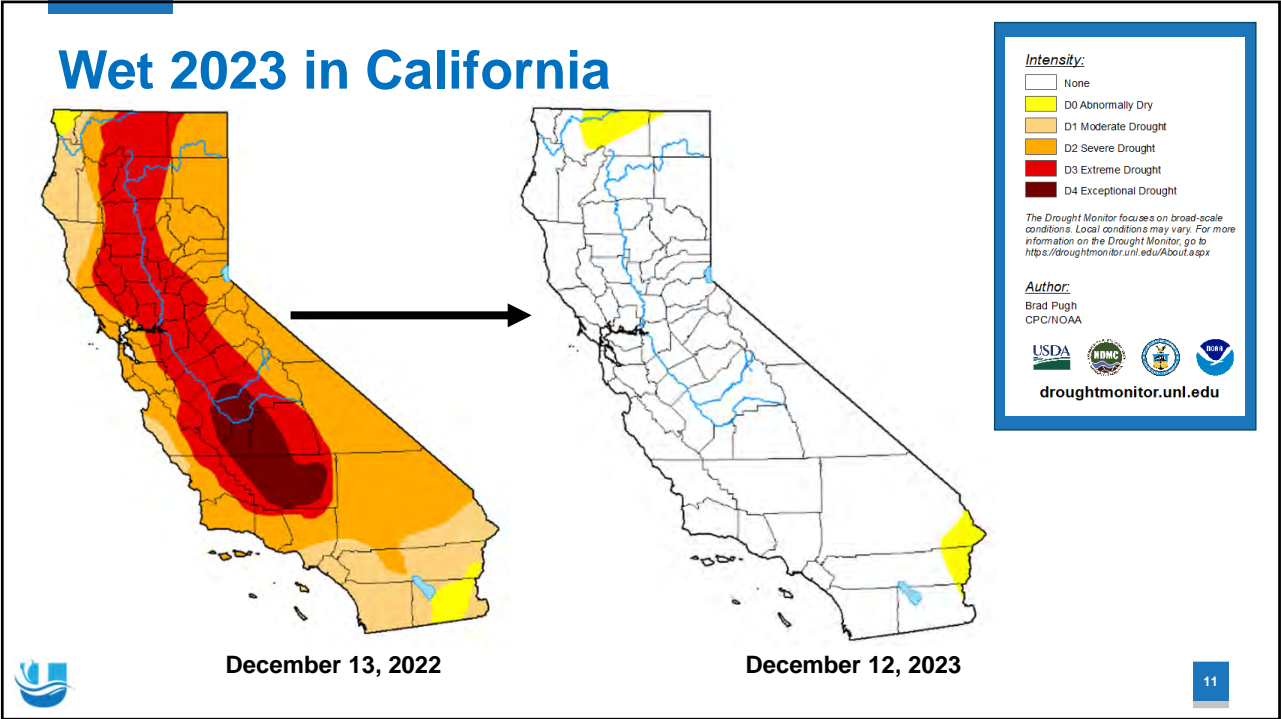 Wet 2023 in California
Intensity:
None
D0 Abnormally Dry
D1 Moderate Drought
D2 Severe Drought
D3 Extreme Drought
D4 Exceptional Drought
The Drought Monitor focuses on broad-scale
conditions. Local conditions may vary. For more
information on the Drought Monitor, go to
https://droughtmonitor.unl.edu/About.aspx
Author:
Brad Pugh
CPC/NOAA
USDA
NDMC
noaa
droughtmonitor.unl.edu
December 13, 2022
December 12, 2023
11